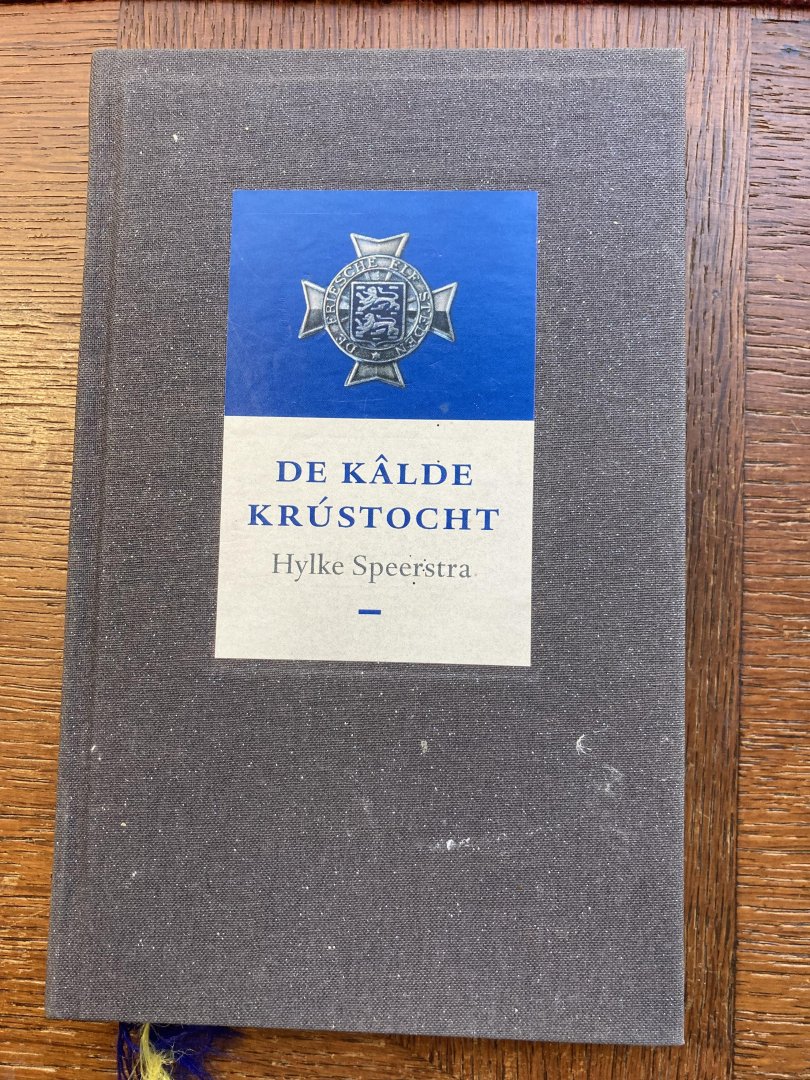 DE FRIESCHE ELF STEDEN
DE KÂLDE
KRÚSTOCHT
Hylke Speerstra